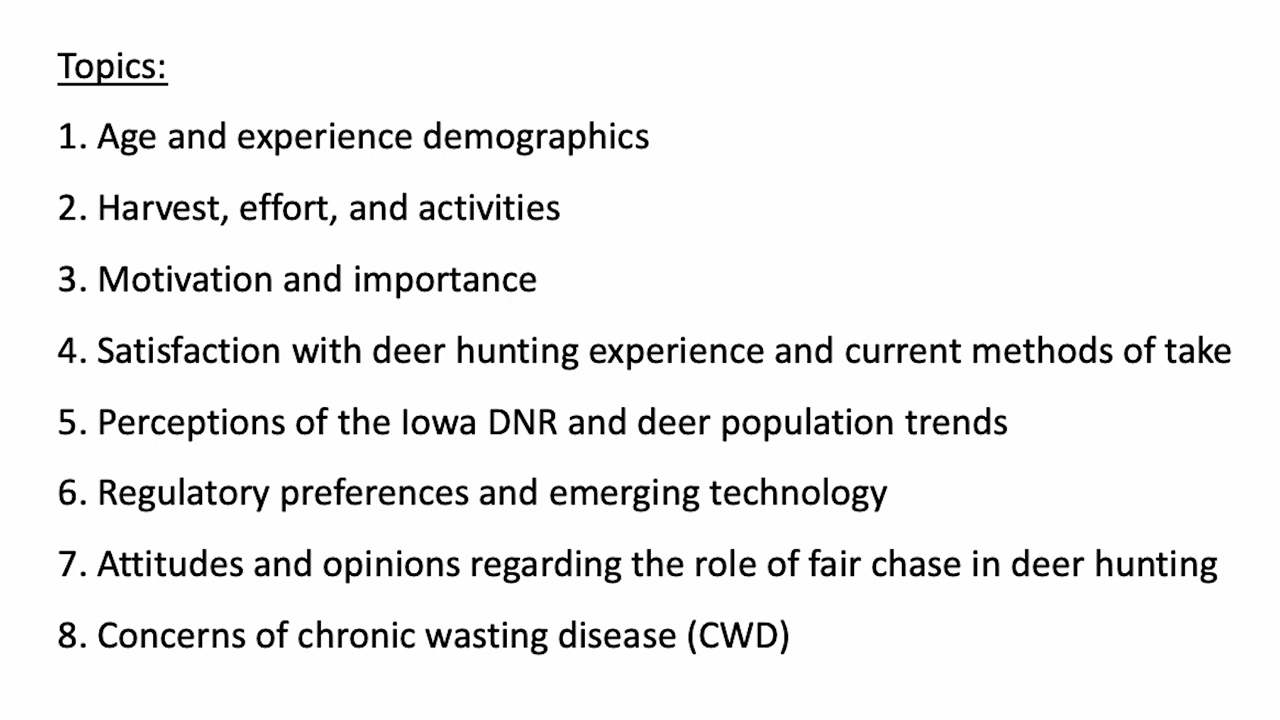 Topics:
1. Age and experience demographics
2. Harvest, effort, and activities
3. Motivation and importance
4. Satisfaction with deer hunting experience and current methods of take
5. Perceptions of the Iowa DNR and deer population trends
6. Regulatory preferences and emerging technology
7. Attitudes and opinions regarding the role of fair chase in deer hunting
8. Concerns of chronic wasting disease (CWD)